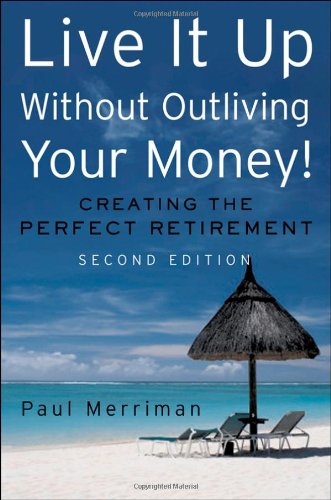 Live It Up
Without Outliving
Your Money!
CREATING THE
PERFECT RETIREMENT
SECOND EDITION
Paul Merriman